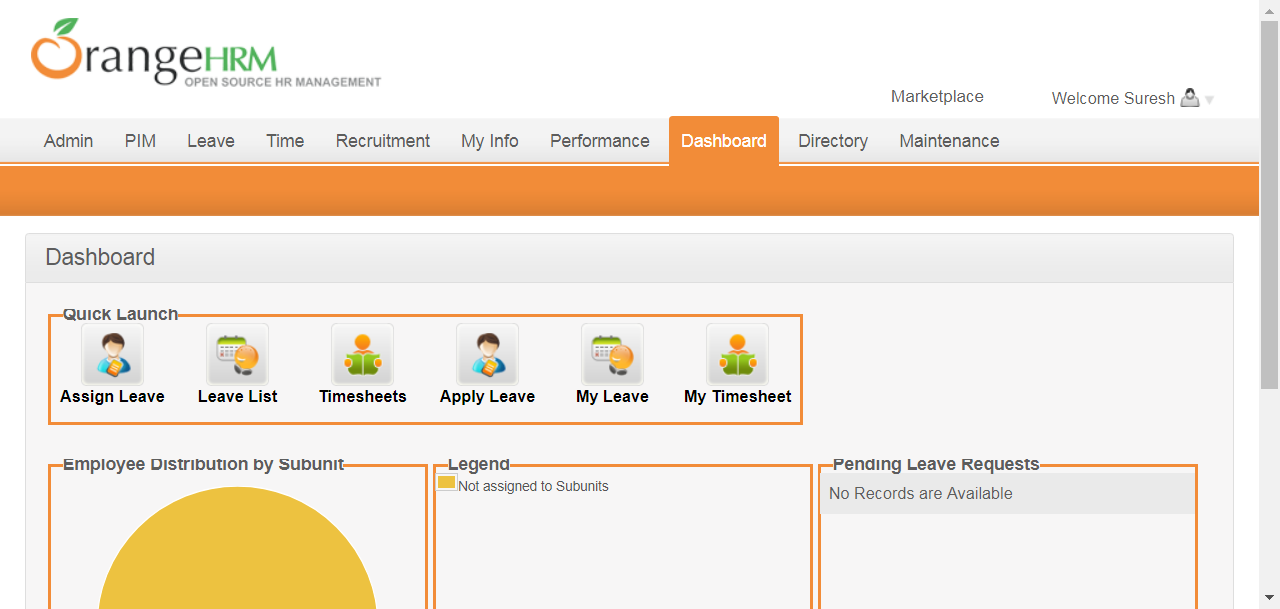 OrangeHRM
OPEN SOURCE HR MANAGEMENT
Marketplace
Welcome Suresh
Admin PIM Leave Time Recruitment My Info Performance Dashboard Directory Maintenance
Dashboard
Quick Launch
Assign Leave Leave List Timesheets Apply Leave My Leave My Timesheet
Employee Distribution by Subunit
Legend
Pending Leave Requests
Not assigned to Subunits
No Records are Available